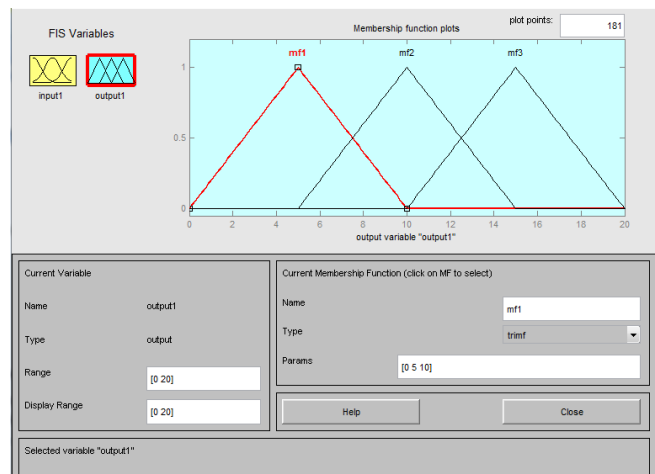 FIS Variables
Membership function plots
plot points:
181
input1
output1
mf1
mf2
mf3
1
0.5
0
0 2 4 6 8 10 12 14 16 18 20
output variable "output1"
Current Variable
Name
output1
Type
output
Range
[0 20]
Display Range
[0 20]
Current Membership Function (click on MF to select)
Name
mf1
Type
trimf
Params
[0 5 10]
Help
Close
Selected variable "output1"